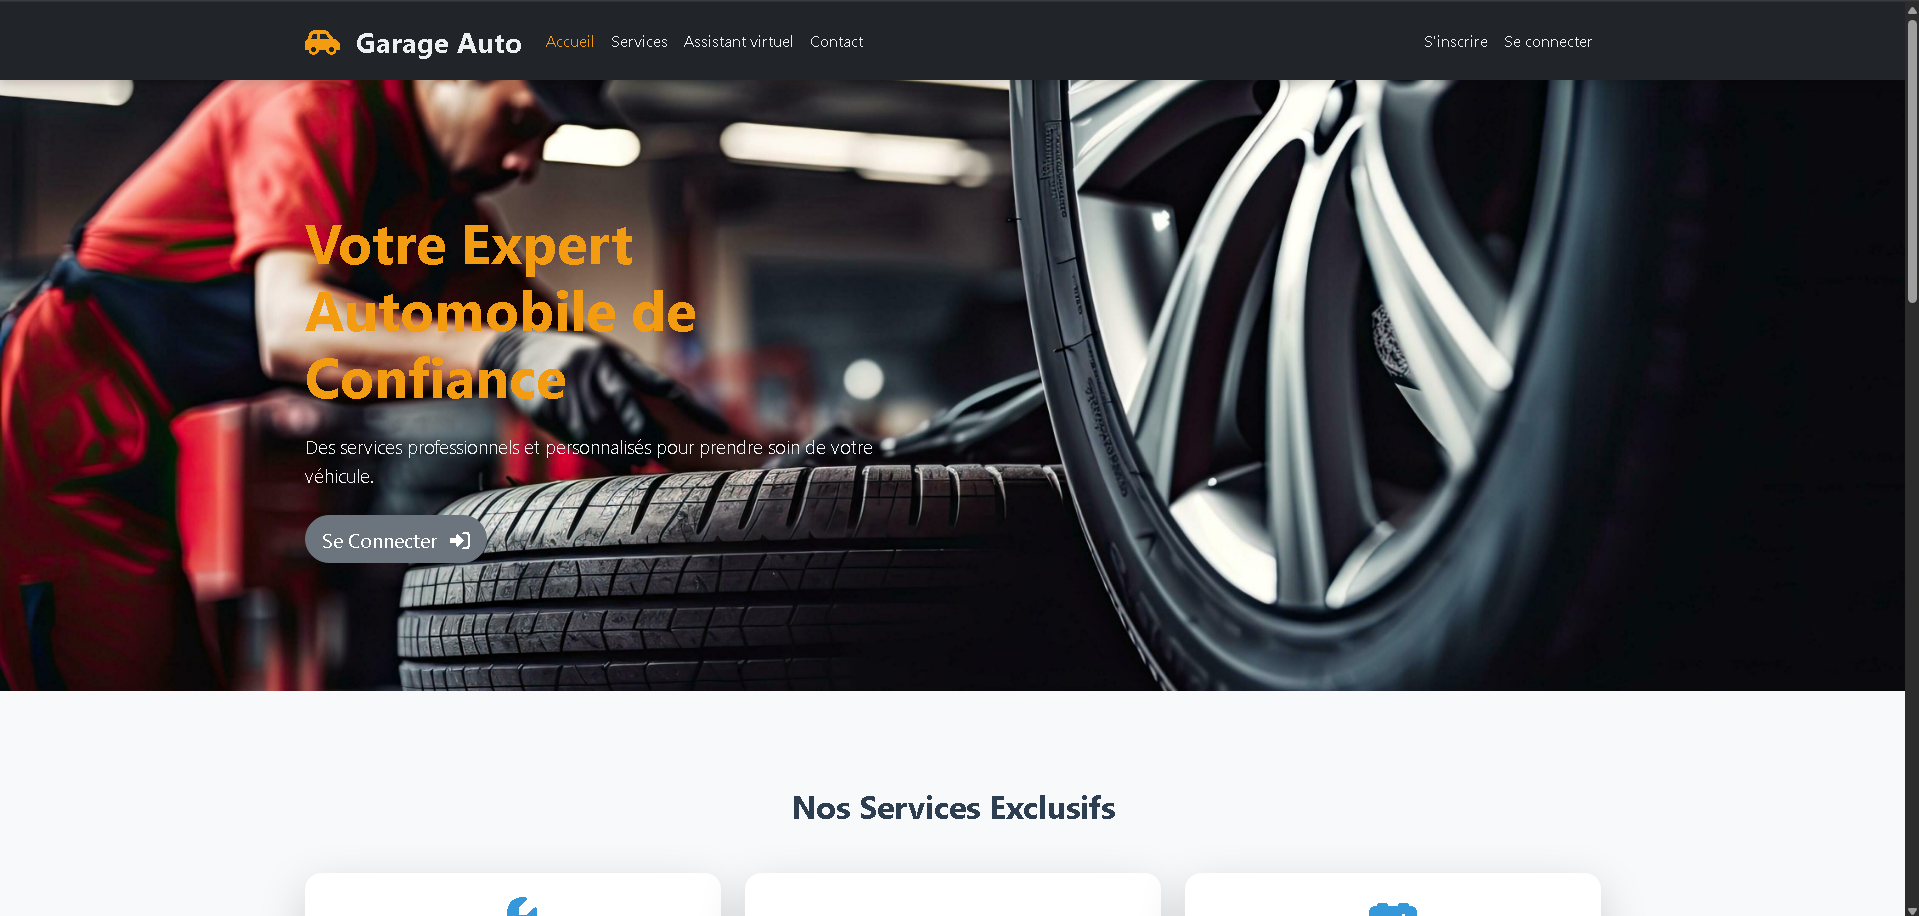 Garage Auto
Accueil
Services
Assistant virtuel
Contact
S'inscrire
Se connecter
Votre Expert
Automobile de
Confiance
Des services professionnels et personnalisés pour prendre soin de votre
véhicule.
Se Connecter
Nos Services Exclusifs